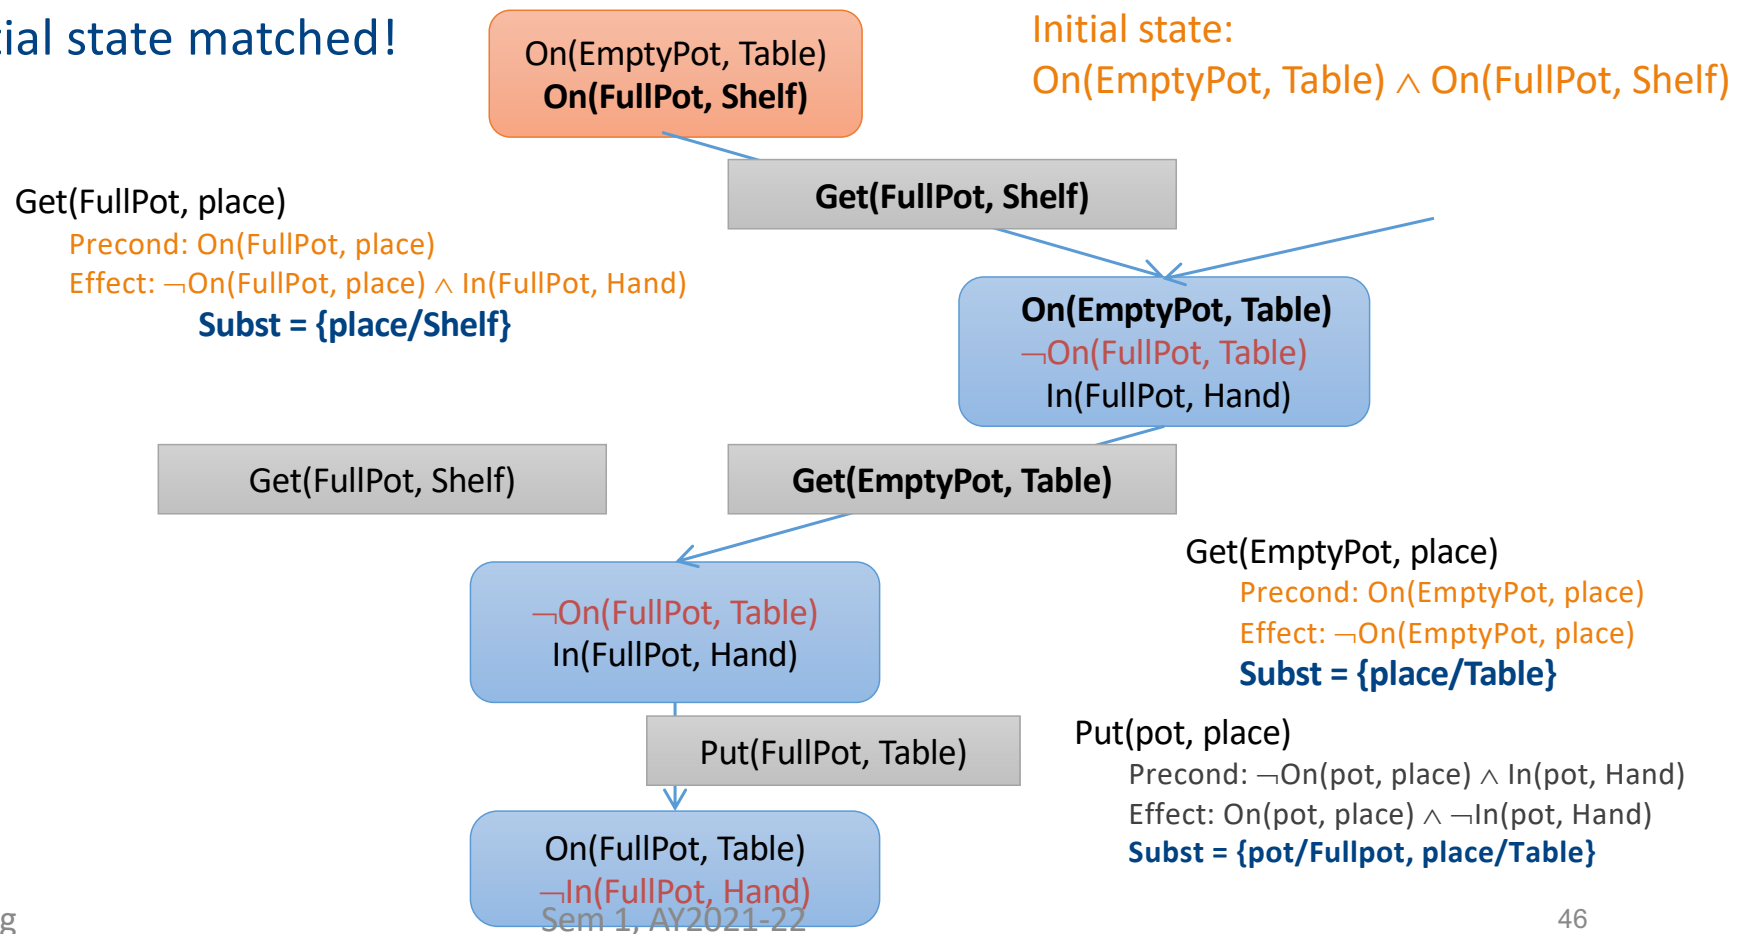 tial state matched!
On(EmptyPot, Table)
On(FullPot, Shelf)
Initial state:
On(EmptyPot, Table) ∧ On(FullPot, Shelf)
Get(FullPot, Shelf)
Get(FullPot, place)
Precond: On(FullPot, place)
Effect: ¬On(FullPot, place) ∧ In(FullPot, Hand)
Subst = {place/Shelf}
On(EmptyPot, Table)
¬On(FullPot, Table)
In(FullPot, Hand)
Get(FullPot, Shelf)
Get(EmptyPot, Table)
Get(EmptyPot, place)
Precond: On(EmptyPot, place)
Effect: ¬On(EmptyPot, place)
Subst = {place/Table}
¬On(FullPot, Table)
In(FullPot, Hand)
Put(FullPot, Table)
Put(pot, place)
Precond: ¬On(pot, place) ∧ In(pot, Hand)
Effect: On(pot, place) ∧ ¬In(pot, Hand)
Subst = {pot/Fullpot, place/Table}
On(FullPot, Table)
¬In(FullPot, Hand)
g
Sem 1, AY2021-22
46